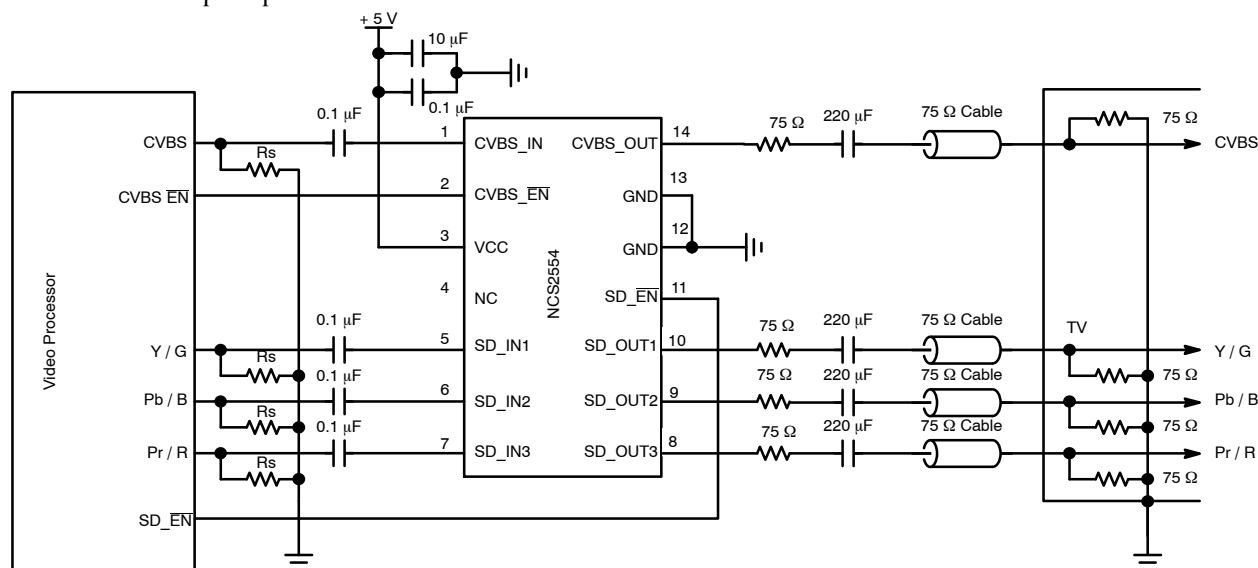 + 5 V
10 μF
0.1 μF
Video Processor
CVBS
Rs
0.1 μF
CVBS EN
Y / G
Rs
0.1 μF
Pb / B
Rs
0.1 μF
Pr / R
Rs
0.1 μF
SD_EN
NCS2554
1 CVBS_IN
2 CVBS_EN
3 VCC
4 NC
5 SD_IN1
6 SD_IN2
7 SD_IN3
CVBS_OUT 14
GND 13
GND 12
SD_EN 11
SD_OUT1 10
SD_OUT2 9
SD_OUT3 8
75 Ω 220 μF 75 Ω Cable 75 Ω
CVBS
75 Ω 220 μF 75 Ω Cable TV
Y / G
75 Ω
75 Ω 220 μF 75 Ω Cable
Pb / B
75 Ω
75 Ω 220 μF 75 Ω Cable
Pr / R
75 Ω